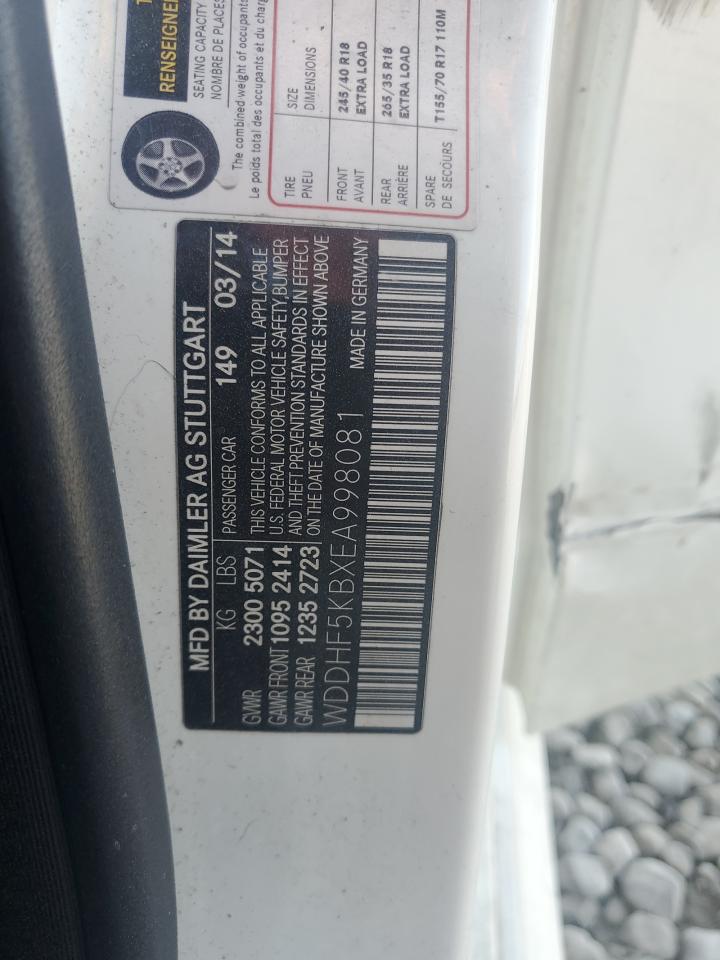 RENSEIGNE
SEATING CAPACITY
NOMBRE DE PLACES
The combined weight of occupants
Le poids total des occupants et du char
TIRE SIZE
PNEU DIMENSIONS
FRONT 245/40 R18
AVANT EXTRA LOAD
REAR 265/35 R18
ARRIÈRE EXTRA LOAD
SPARE T155/70 R17 110M
DE SECOURS
MFD BY DAIMLER AG STUTTGART
KG LBS PASSENGER CAR 149 03/14
GVWR 2300 5071 THIS VEHICLE CONFORMS TO ALL APPLICABLE
GAWR FRONT 1095 2414 U.S. FEDERAL MOTOR VEHICLE SAFETY,BUMPER
GAWR REAR 1235 2723 AND THEFT PREVENTION STANDARDS IN EFFECT
ON THE DATE OF MANUFACTURE SHOWN ABOVE
WDDHF5KBXEA998081 MADE IN GERMANY